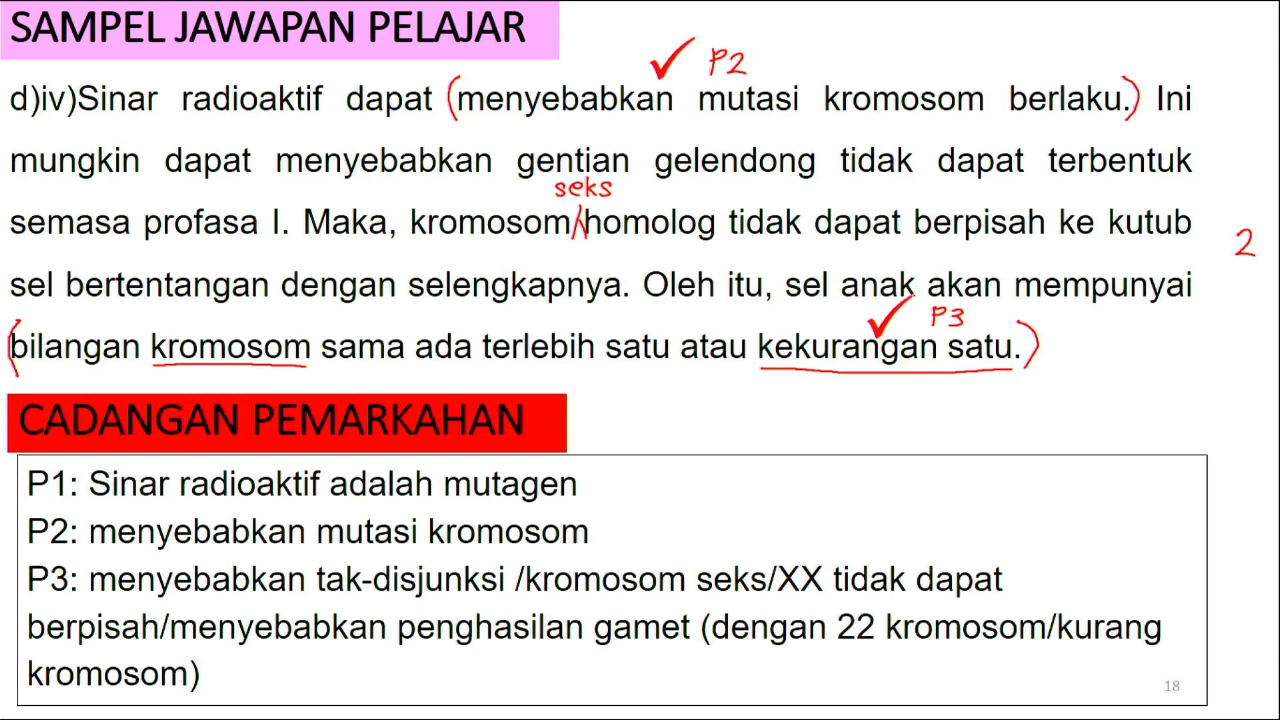 SAMPEL JAWAPAN PELAJAR
✓ P2
d)iv)Sinar radioaktif dapat (menyebabkan mutasi kromosom berlaku.) Ini
mungkin dapat menyebabkan gentian gelendong tidak dapat terbentuk
seks
semasa profasa I. Maka, kromosom/homolog tidak dapat berpisah ke kutub
2
sel bertentangan dengan selengkapnya. Oleh itu, sel anak akan mempunyai
✓ P3
(bilangan kromosom sama ada terlebih satu atau kekurangan satu.)
CADANGAN PEMARKAHAN
P1: Sinar radioaktif adalah mutagen
P2: menyebabkan mutasi kromosom
P3: menyebabkan tak-disjunksi /kromosom seks/XX tidak dapat
berpisah/menyebabkan penghasilan gamet (dengan 22 kromosom/kurang
kromosom)
18